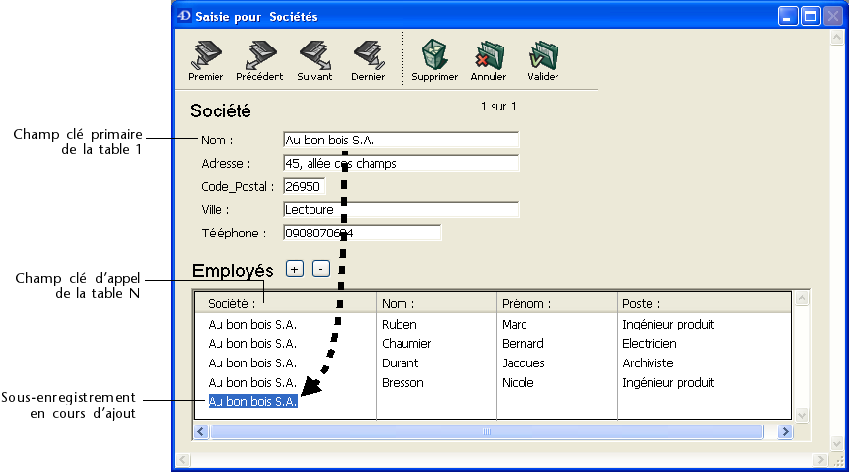 Saisie pour Sociétés
Premier Précédent Suivant Dernier Supprimer Annuler Valider
Société
1 sur 1
Champ clé primaire
de la table 1
Nom : Au bon bois S.A.
Adresse : 45, allée des champs
Code_Postal : 26950
Ville : Lectoure
Téléphone : 0908070604
Employés + -
Champ clé d'appel
de la table N
Société : Nom : Prénom : Poste :
Au bon bois S.A. Ruben Marc Ingénieur produit
Au bon bois S.A. Chaumier Bernard Electricien
Au bon bois S.A. Durant Jacques Archiviste
Au bon bois S.A. Bresson Nicole Ingénieur produit
Au bon bois S.A.
Sous-enregistrement
en cours d'ajout